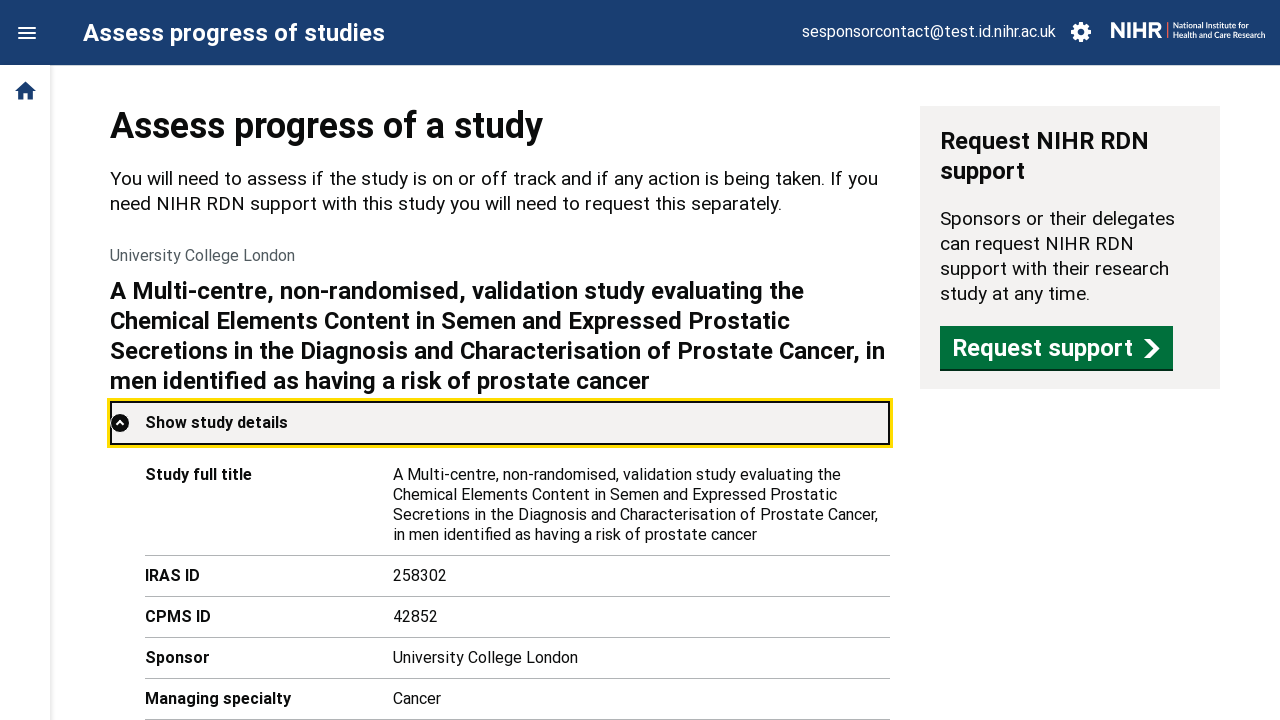 Assess progress of studies
sesponsorcontact@test.id.nihr.ac.uk
NIHR | National Institute for
Health and Care Research
Assess progress of a study
You will need to assess if the study is on or off track and if any action is being taken. If you
need NIHR RDN support with this study you will need to request this separately.
University College London
A Multi-centre, non-randomised, validation study evaluating the
Chemical Elements Content in Semen and Expressed Prostatic
Secretions in the Diagnosis and Characterisation of Prostate Cancer, in
men identified as having a risk of prostate cancer
Show study details
Study full title
A Multi-centre, non-randomised, validation study evaluating the
Chemical Elements Content in Semen and Expressed Prostatic
Secretions in the Diagnosis and Characterisation of Prostate Cancer,
in men identified as having a risk of prostate cancer
IRAS ID
258302
CPMS ID
42852
Sponsor
University College London
Managing specialty
Cancer
Request NIHR RDN
support
Sponsors or their delegates
can request NIHR RDN
support with their research
study at any time.
Request support